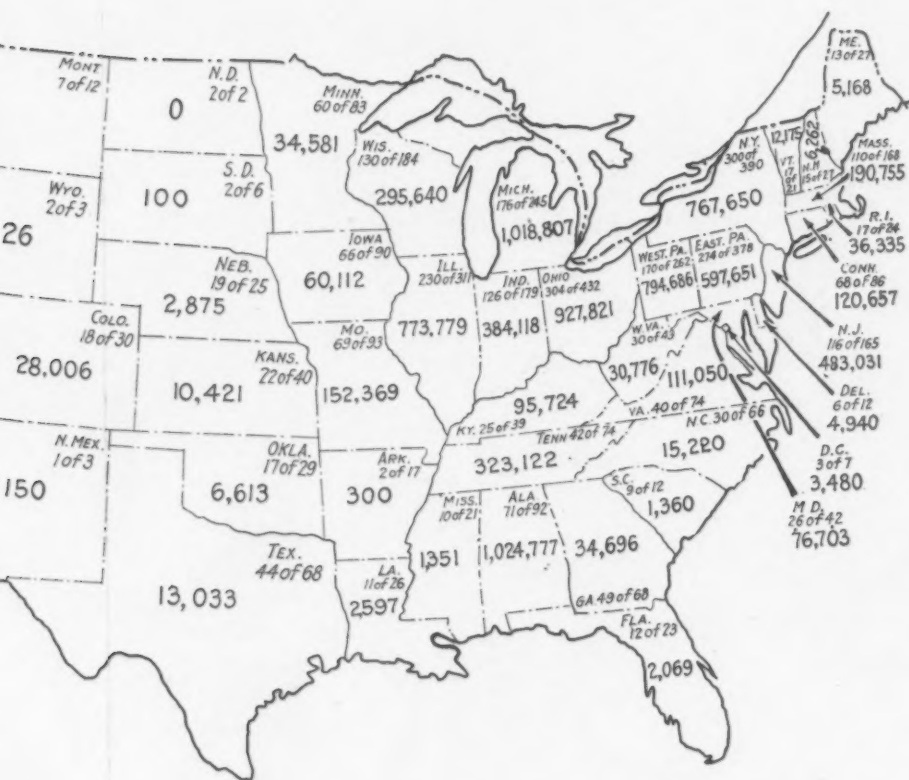 MONT
7 of 12
N.D.
2 of 2
0
MINN.
60 of 83
34,581
WIS.
130 of 184
295,640
MICH.
176 of 245
1,018,807
ME.
13 of 27
5,168
N.Y.
300 of
390
767,650
12,175
VT.
17
of
21
6,262
N.H.
15 of 27
MASS.
110 of 168
190,755
R.I.
17 of 24
36,335
CONN.
68 of 86
120,657
WYO.
2 of 3
26
S.D.
2 of 6
100
IOWA
66 of 90
60,112
NEB.
19 of 25
2,875
ILL.
230 of 311
773,779
IND.
126 of 179
384,118
OHIO
304 of 432
927,821
WEST. PA.
170 of 262
794,686
EAST. PA
274 of 378
597,651
N.J.
116 of 165
483,031
DEL.
6 of 12
4,940
D.C.
3 of 7
3,480
M D.
26 of 42
76,703
COLO.
18 of 30
28,006
KANS.
22 of 40
10,421
MO.
69 of 93
152,369
W. VA.
30 of 43
30,776
111,050
VA. 40 of 74
95,724
KY. 25 of 39
TENN 42 of 74
323,122
N.C. 30 of 66
15,220
N. MEX.
1 of 3
150
OKLA.
17 of 29
6,613
ARK.
2 of 17
300
S.C.
9 of 12
1,360
MISS.
10 of 21
1,351
ALA
71 of 92
1,024,777
34,696
GA. 49 of 68
TEX.
44 of 68
13,033
LA.
11 of 26
2,597
FLA.
12 of 23
2,069